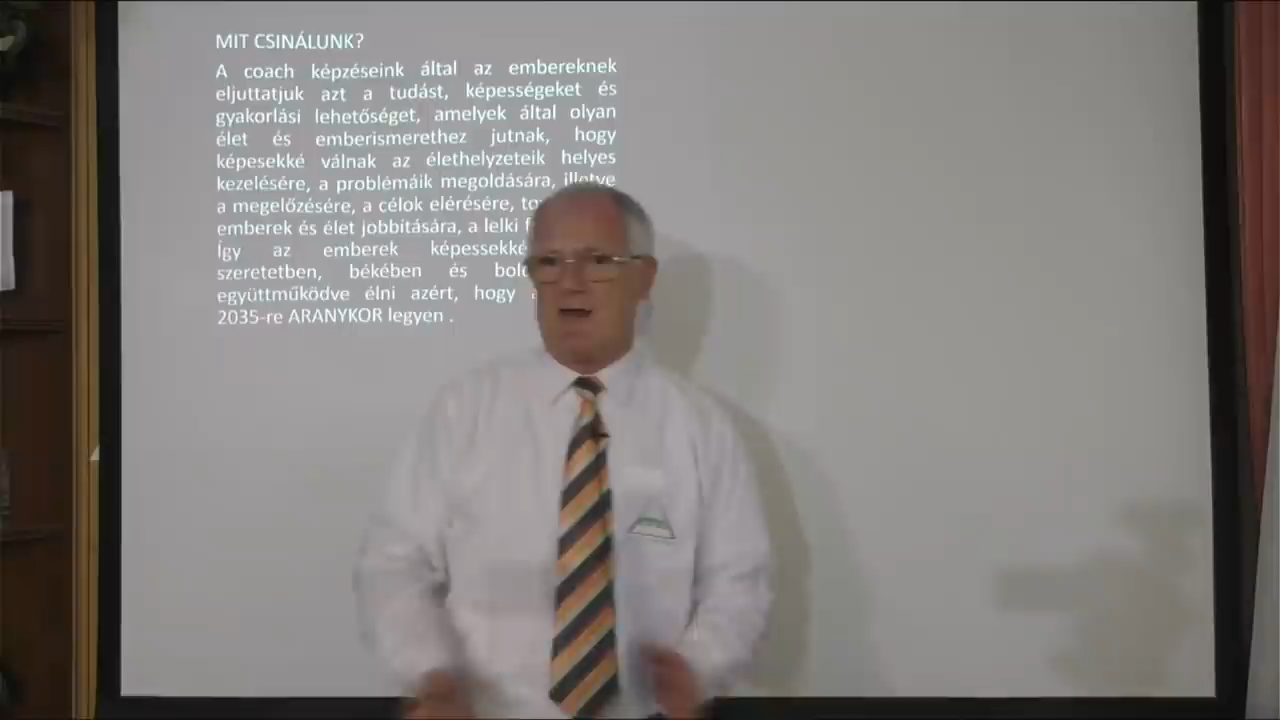 MIT CSINÁLUNK?
A coach képzéseink által az embereknek
eljuttatjuk azt a tudást, képességeket és
gyakorlási lehetőséget, amelyek által olyan
élet és emberismerethez jutnak, hogy
képesekké válnak az élethelyzeteik helyes
kezelésére, a problémáik megoldására, illetve
a megelőzésére, a célok elérésére,
emberek és élet jobbítására, a lelki
Így az emberek képessekké
szeretetben, békében és
együttműködve élni azért, hogy
2035-re ARANYKOR legyen .